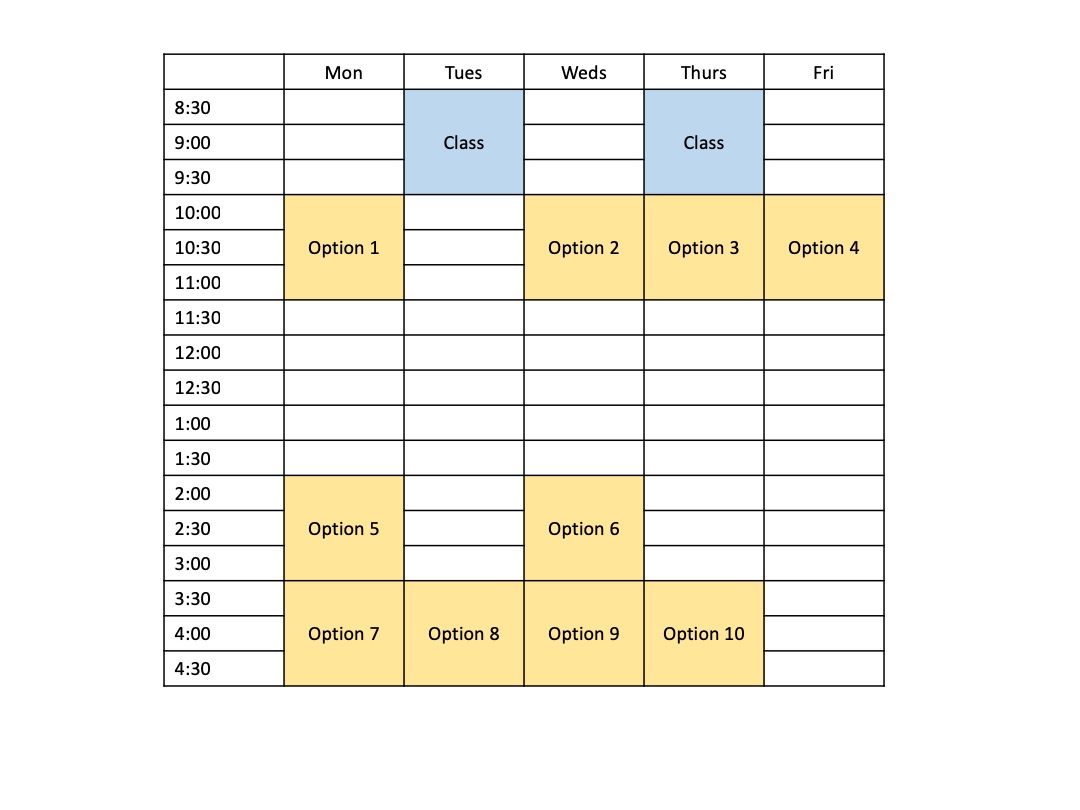 Mon Tues Weds Thurs Fri
8:30
9:00 Class Class
9:30
10:00
10:30 Option 1 Option 2 Option 3 Option 4
11:00
11:30
12:00
12:30
1:00
1:30
2:00
2:30 Option 5 Option 6
3:00
3:30
4:00 Option 7 Option 8 Option 9 Option 10
4:30